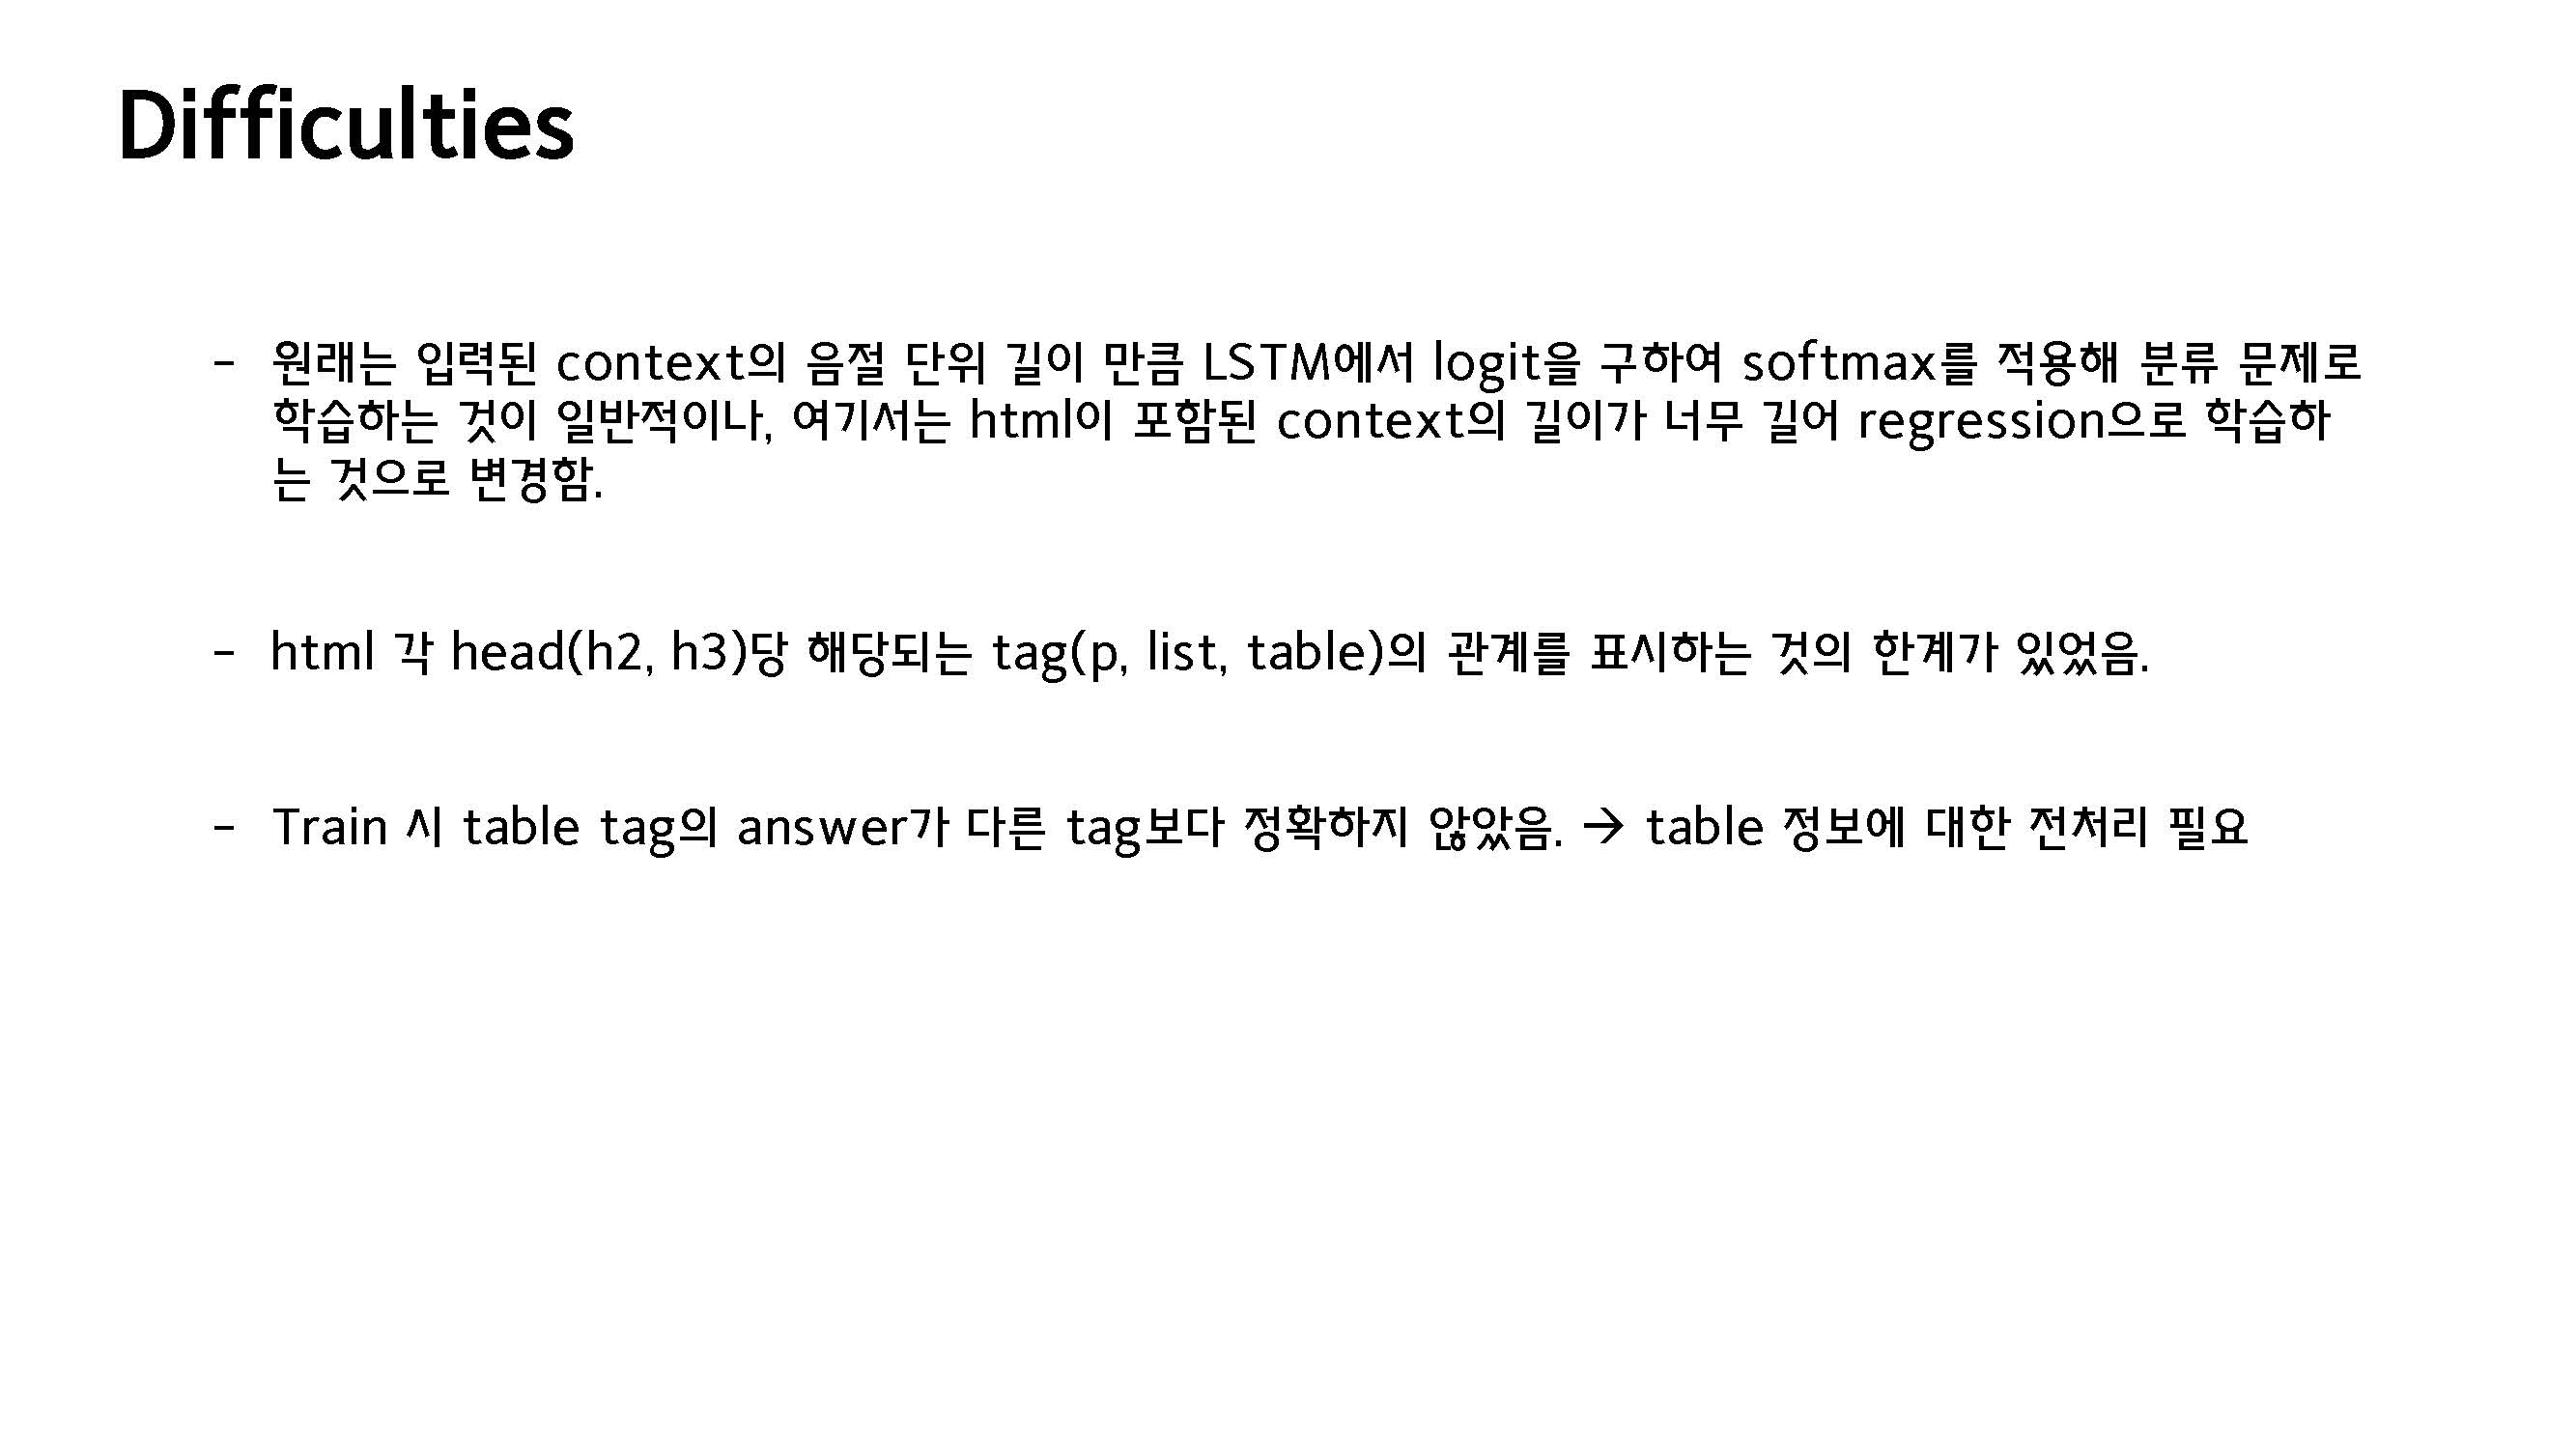 Difficulties
- 원래는 입력된 context의 음절 단위 길이 만큼 LSTM에서 logit을 구하여 softmax를 적용해 분류 문제로
학습하는 것이 일반적이나, 여기서는 html이 포함된 context의 길이가 너무 길어 regression으로 학습하
는 것으로 변경함.
- html 각 head(h2, h3)당 해당되는 tag(p, list, table)의 관계를 표시하는 것의 한계가 있었음.
- Train 시 table tag의 answer가 다른 tag보다 정확하지 않았음. → table 정보에 대한 전처리 필요